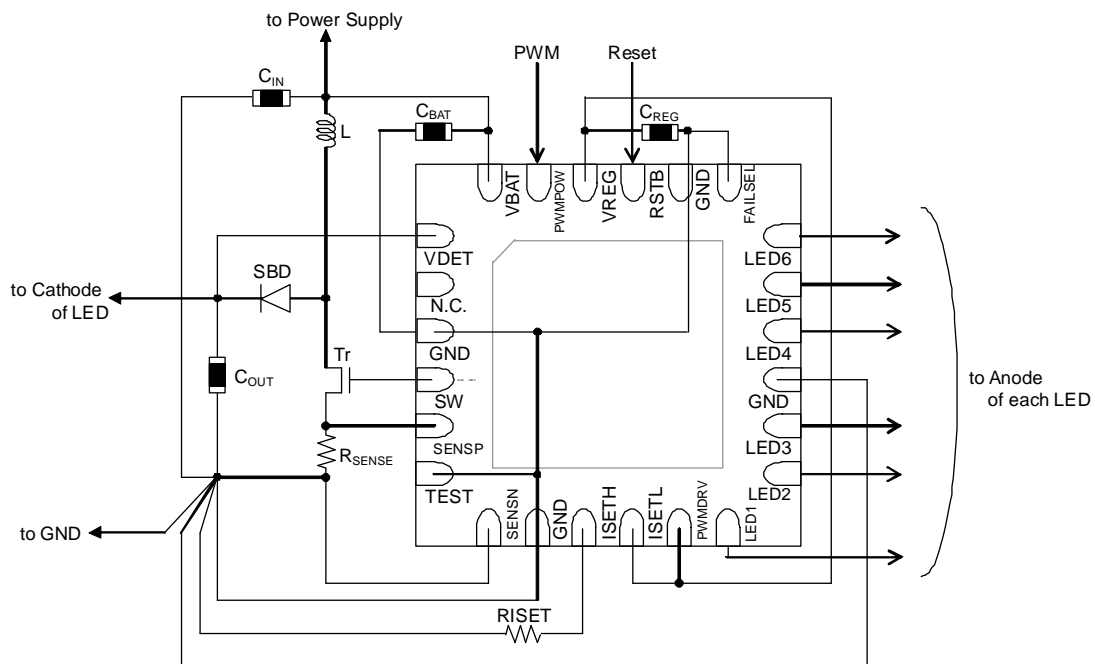 to Power Supply
PWM
Reset
CIN
CBAT
CREG
L
VBAT
PWMPOW
VREG
RSTB
GND
FAILSEL
VDET
LED6
SBD
N.C.
LED5
to Cathode
of LED
GND
LED4
Tr
COUT
SW
GND
to Anode
of each LED
SENSP
LED3
RSENSE
TEST
LED2
to GND
SENSN
GND
ISETH
ISETL
PWMDRV
LED1
RISET